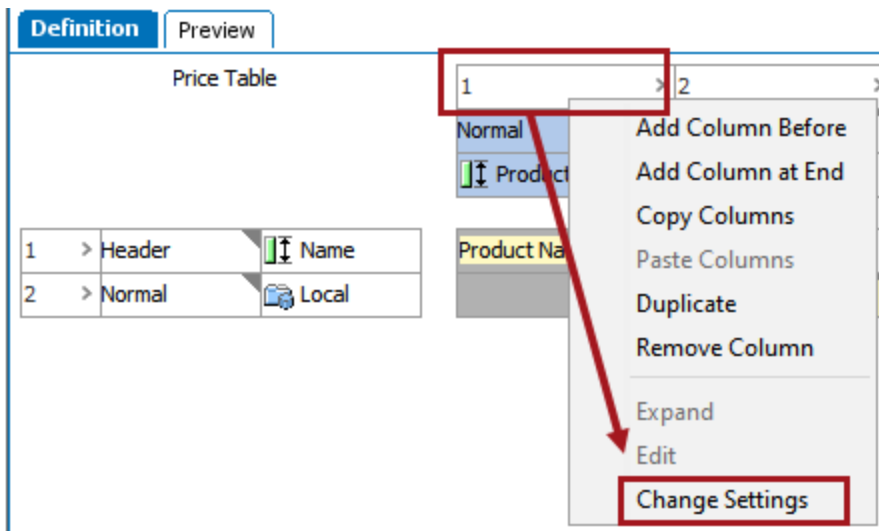 Definition Preview
Price Table
1 > 2
Normal
Product
Add Column Before
Add Column at End
Copy Columns
Paste Columns
Duplicate
Remove Column
Expand
Edit
Change Settings
1 > Header Name
2 > Normal Local
Product Na